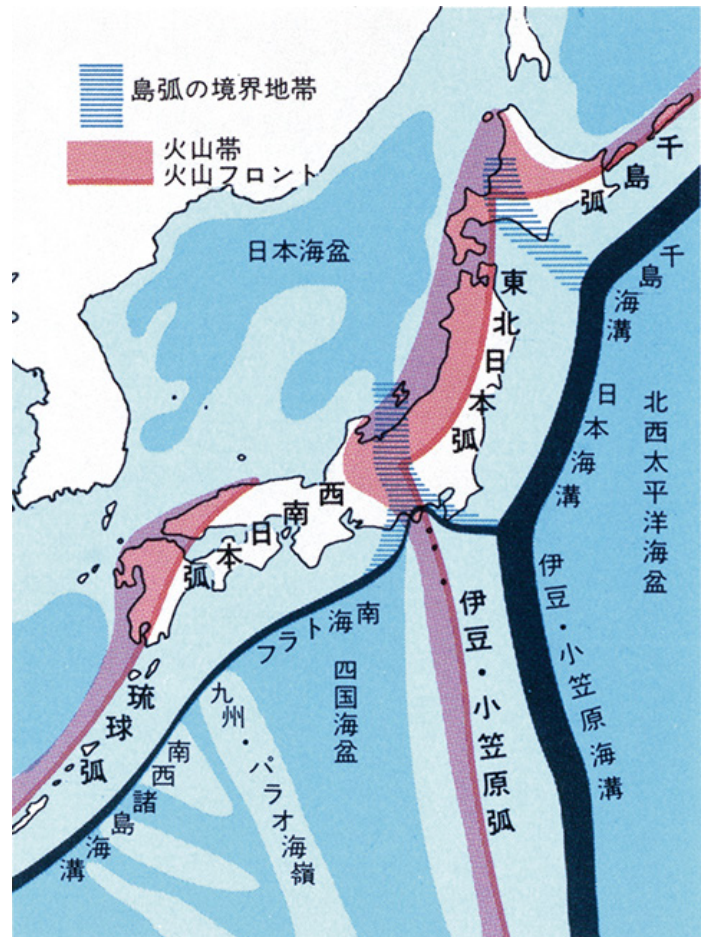 島弧の境界地帯
火山帯
火山フロント
日本海盆
千島弧
千島海溝
東北日本弧
日本海溝
北西太平洋海盆
西南日本弧
伊豆・小笠原弧
伊豆・小笠原海溝
南海トラフ
四国海盆
琉球弧
九州・パラオ海嶺
南西諸島海溝